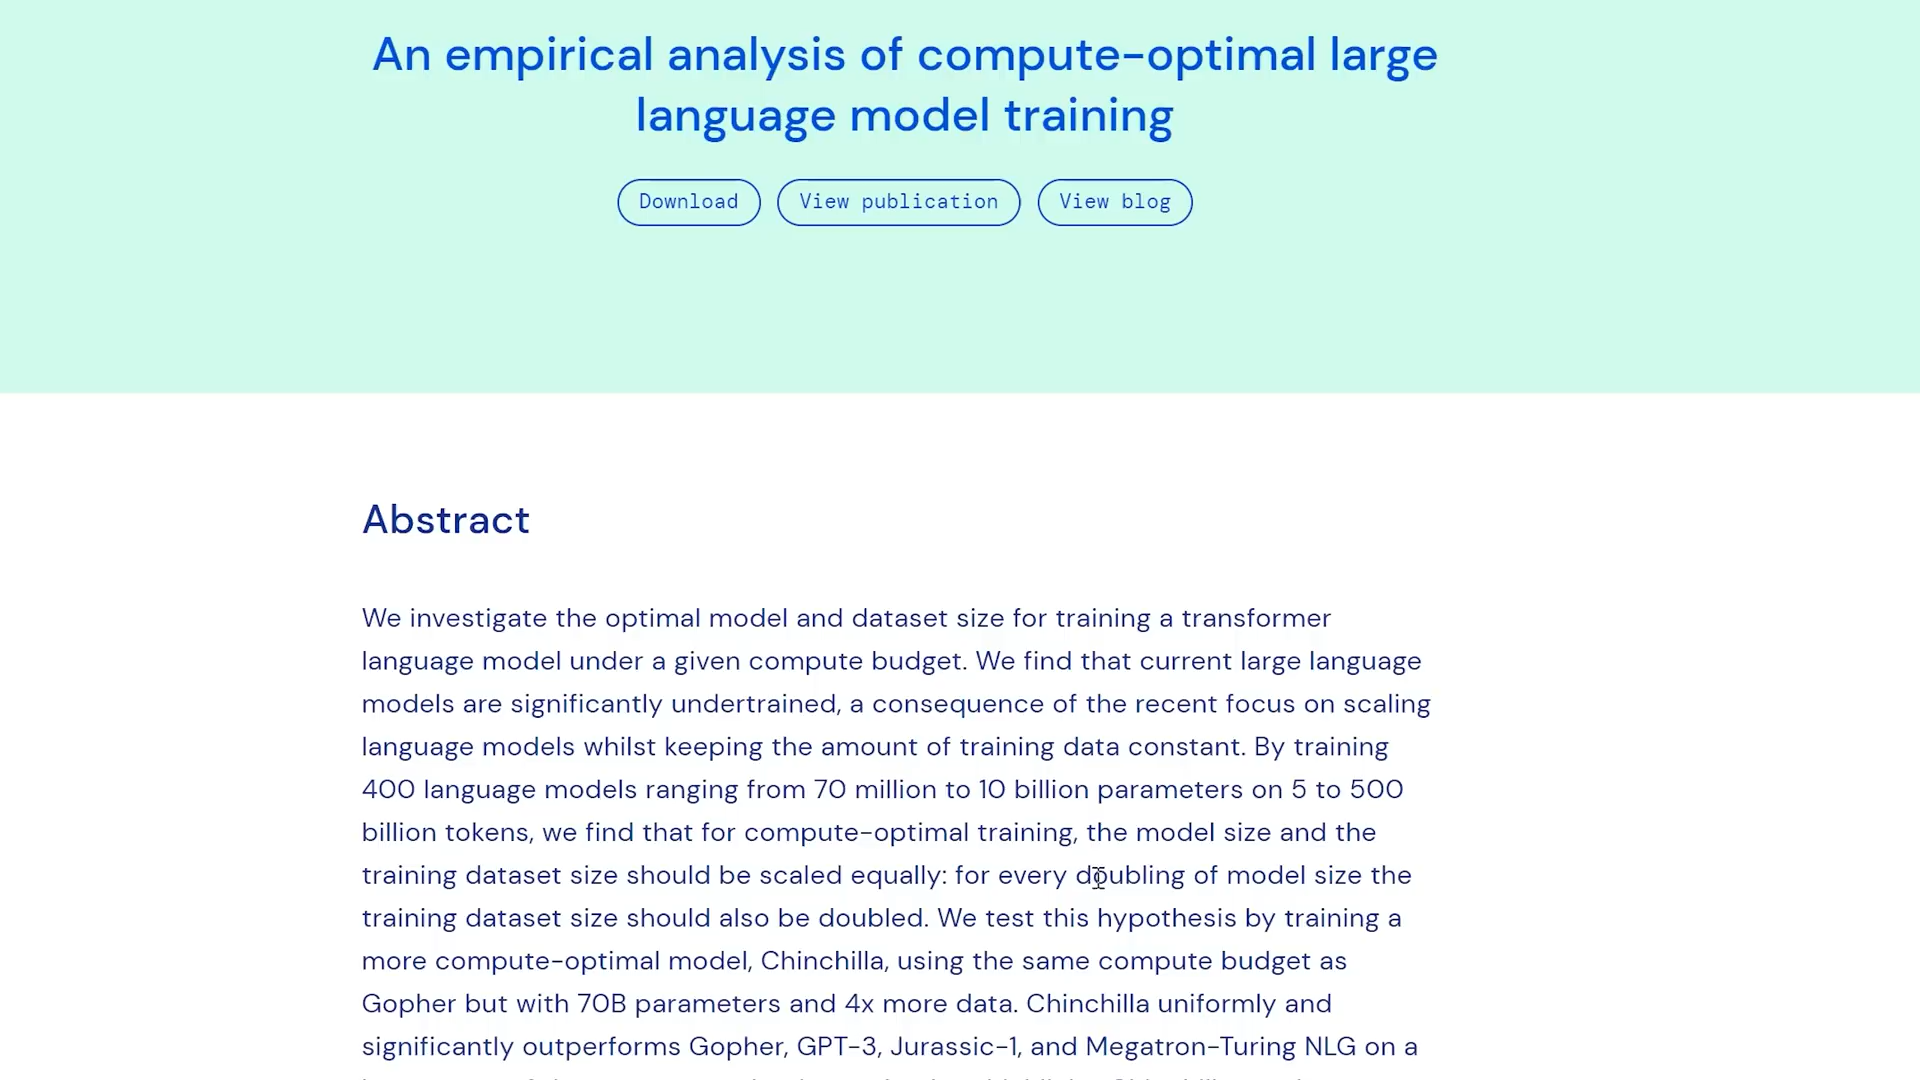 An empirical analysis of compute-optimal large
language model training
Download View publication View blog
Abstract
We investigate the optimal model and dataset size for training a transformer
language model under a given compute budget. We find that current large language
models are significantly undertrained, a consequence of the recent focus on scaling
language models whilst keeping the amount of training data constant. By training
400 language models ranging from 70 million to 10 billion parameters on 5 to 500
billion tokens, we find that for compute-optimal training, the model size and the
training dataset size should be scaled equally: for every doubling of model size the
training dataset size should also be doubled. We test this hypothesis by training a
more compute-optimal model, Chinchilla, using the same compute budget as
Gopher but with 70B parameters and 4x more data. Chinchilla uniformly and
significantly outperforms Gopher, GPT-3, Jurassic-1, and Megatron-Turing NLG on a